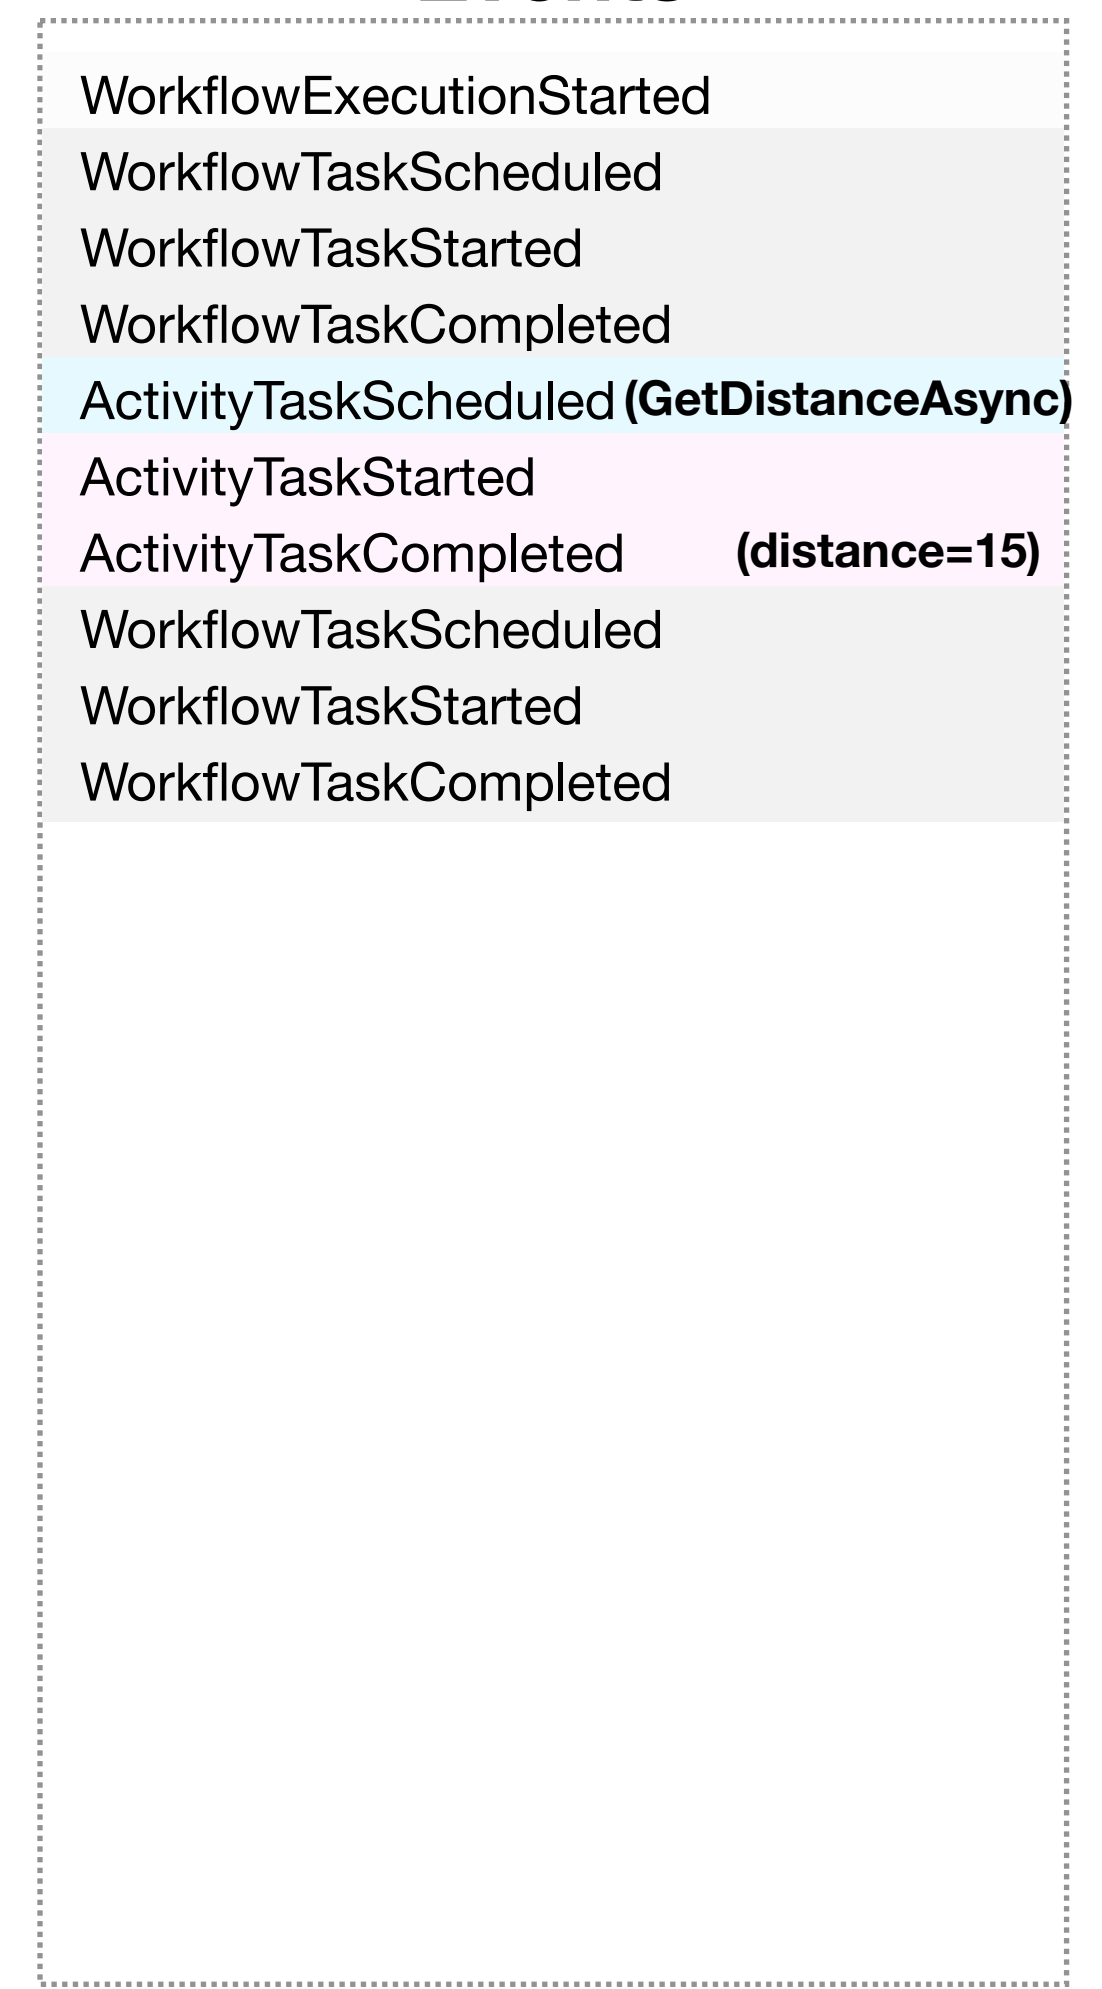 WorkflowExecutionStarted
WorkflowTaskScheduled
WorkflowTaskStarted
WorkflowTaskCompleted
ActivityTaskScheduled (GetDistanceAsync)
ActivityTaskStarted
ActivityTaskCompleted (distance=15)
WorkflowTaskScheduled
WorkflowTaskStarted
WorkflowTaskCompleted